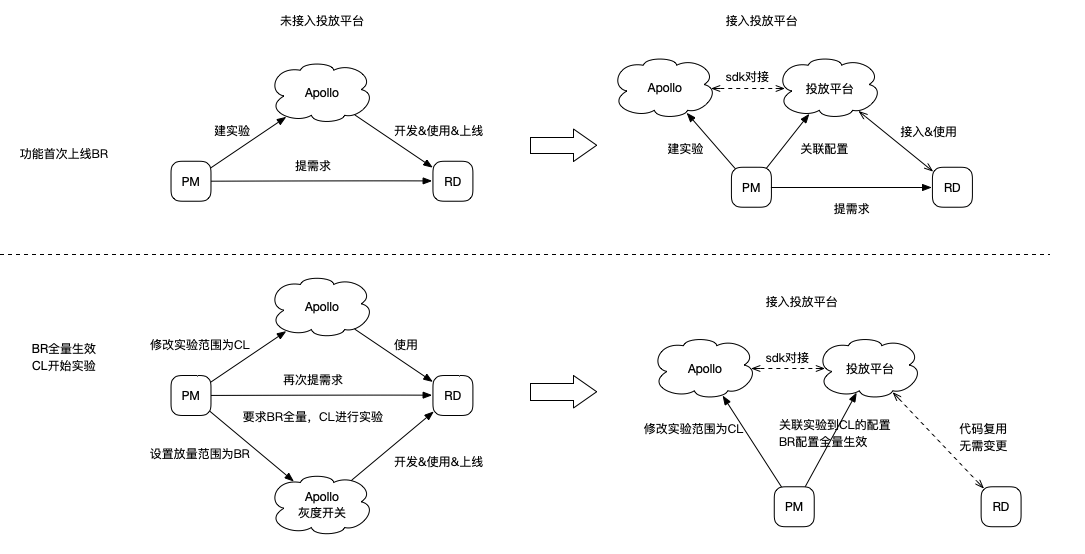 未接入投放平台
接入投放平台
Apollo
建实验
开发&使用&上线
功能首次上线BR
提需求
PM
RD
Apollo
sdk对接
投放平台
建实验
关联配置
接入&使用
PM
RD
提需求
Apollo
修改实验范围为CL
使用
BR全量生效
CL开始实验
再次提需求
PM
RD
要求BR全量，CL进行实验
设置放量范围为BR
开发&使用&上线
Apollo
灰度开关
接入投放平台
Apollo
sdk对接
投放平台
修改实验范围为CL
关联实验到CL的配置
BR配置全量生效
代码复用
无需变更
PM
RD